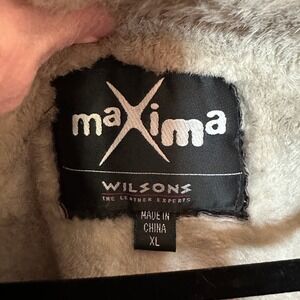 maXima
WILSONS
THE LEATHER EXPERTS
MADE IN
CHINA
XL